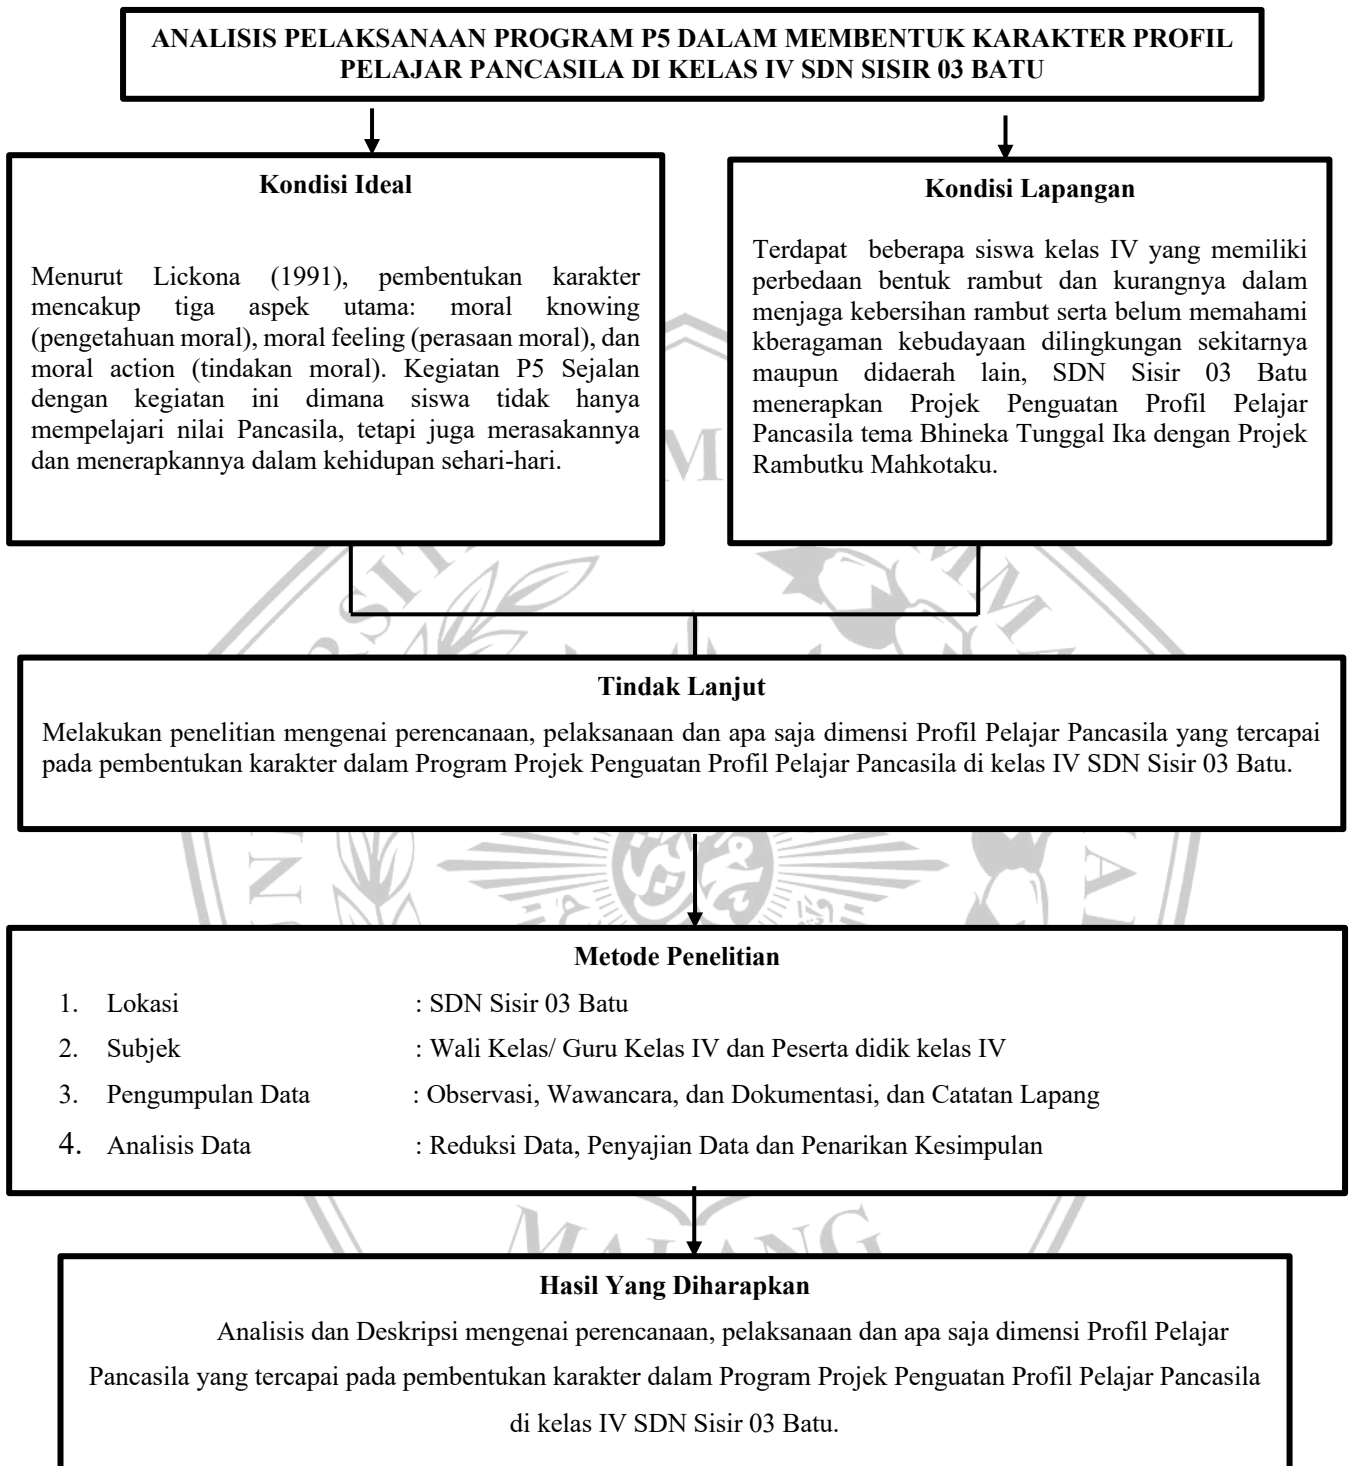 ANALISIS PELAKSANAAN PROGRAM P5 DALAM MEMBENTUK KARAKTER PROFIL
PELAJAR PANCASILA DI KELAS IV SDN SISIR 03 BATU
Kondisi Ideal
Menurut Lickona (1991), pembentukan karakter
mencakup tiga aspek utama: moral knowing
(pengetahuan moral), moral feeling (perasaan moral), dan
moral action (tindakan moral). Kegiatan P5 Sejalan
dengan kegiatan ini dimana siswa tidak hanya
mempelajari nilai Pancasila, tetapi juga merasakannya
dan menerapkannya dalam kehidupan sehari-hari.
Kondisi Lapangan
Terdapat beberapa siswa kelas IV yang memiliki
perbedaan bentuk rambut dan kurangnya dalam
menjaga kebersihan rambut serta belum memahami
kberagaman kebudayaan dilingkungan sekitarnya
maupun didaerah lain, SDN Sisir 03 Batu
menerapkan Projek Penguatan Profil Pelajar
Pancasila tema Bhineka Tunggal Ika dengan Projek
Rambutku Mahkotaku.
Tindak Lanjut
Melakukan penelitian mengenai perencanaan, pelaksanaan dan apa saja dimensi Profil Pelajar Pancasila yang tercapai
pada pembentukan karakter dalam Program Projek Penguatan Profil Pelajar Pancasila di kelas IV SDN Sisir 03 Batu.
Metode Penelitian
1. Lokasi : SDN Sisir 03 Batu
2. Subjek : Wali Kelas/ Guru Kelas IV dan Peserta didik kelas IV
3. Pengumpulan Data : Observasi, Wawancara, dan Dokumentasi, dan Catatan Lapang
4. Analisis Data : Reduksi Data, Penyajian Data dan Penarikan Kesimpulan
MALANG
Hasil Yang Diharapkan
Analisis dan Deskripsi mengenai perencanaan, pelaksanaan dan apa saja dimensi Profil Pelajar
Pancasila yang tercapai pada pembentukan karakter dalam Program Projek Penguatan Profil Pelajar Pancasila
di kelas IV SDN Sisir 03 Batu.